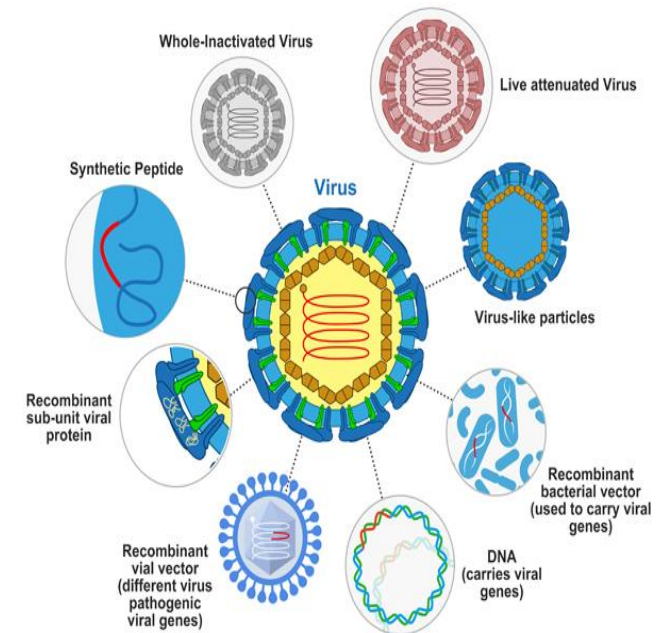 Whole-Inactivated Virus
Live attenuated Virus
Synthetic Peptide
Virus
Virus-like particles
Recombinant
sub-unit viral
protein
Recombinant
bacterial vector
(used to carry viral
genes)
Recombinant
vial vector
(different virus
pathogenic
viral genes)
DNA
(carries viral
genes)